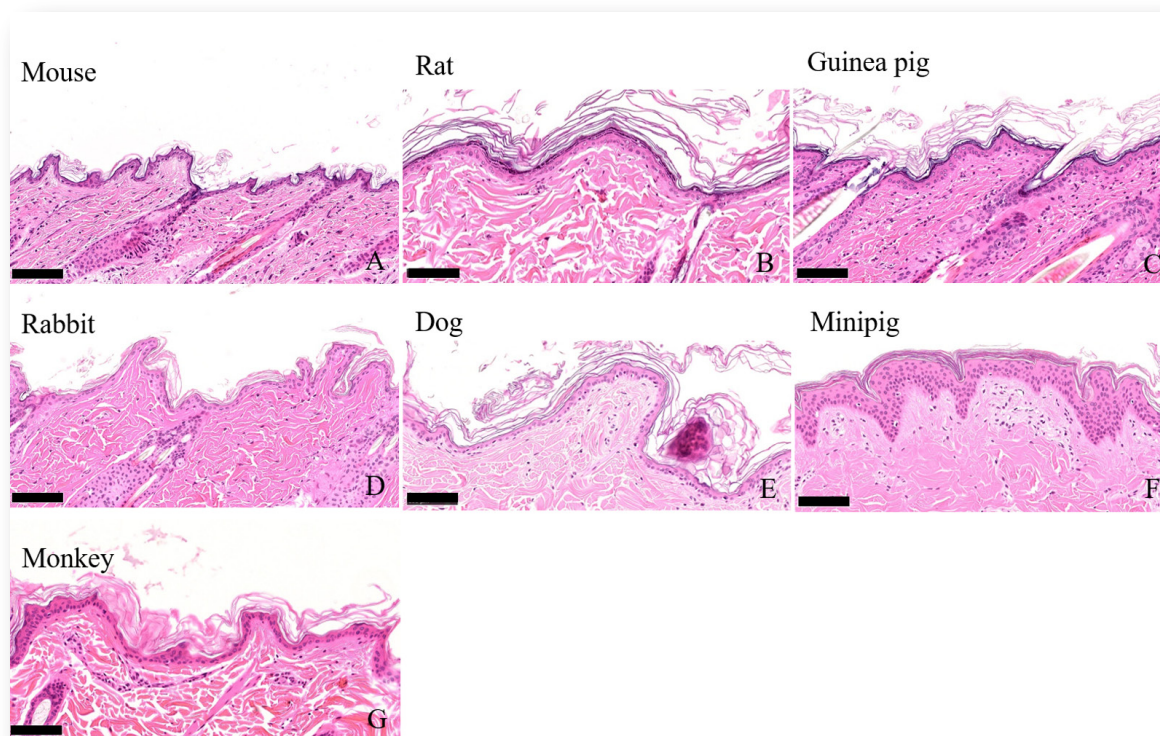 Mouse
Rat
Guinea pig
A
B
C
Rabbit
Dog
Minipig
D
E
F
Monkey
G